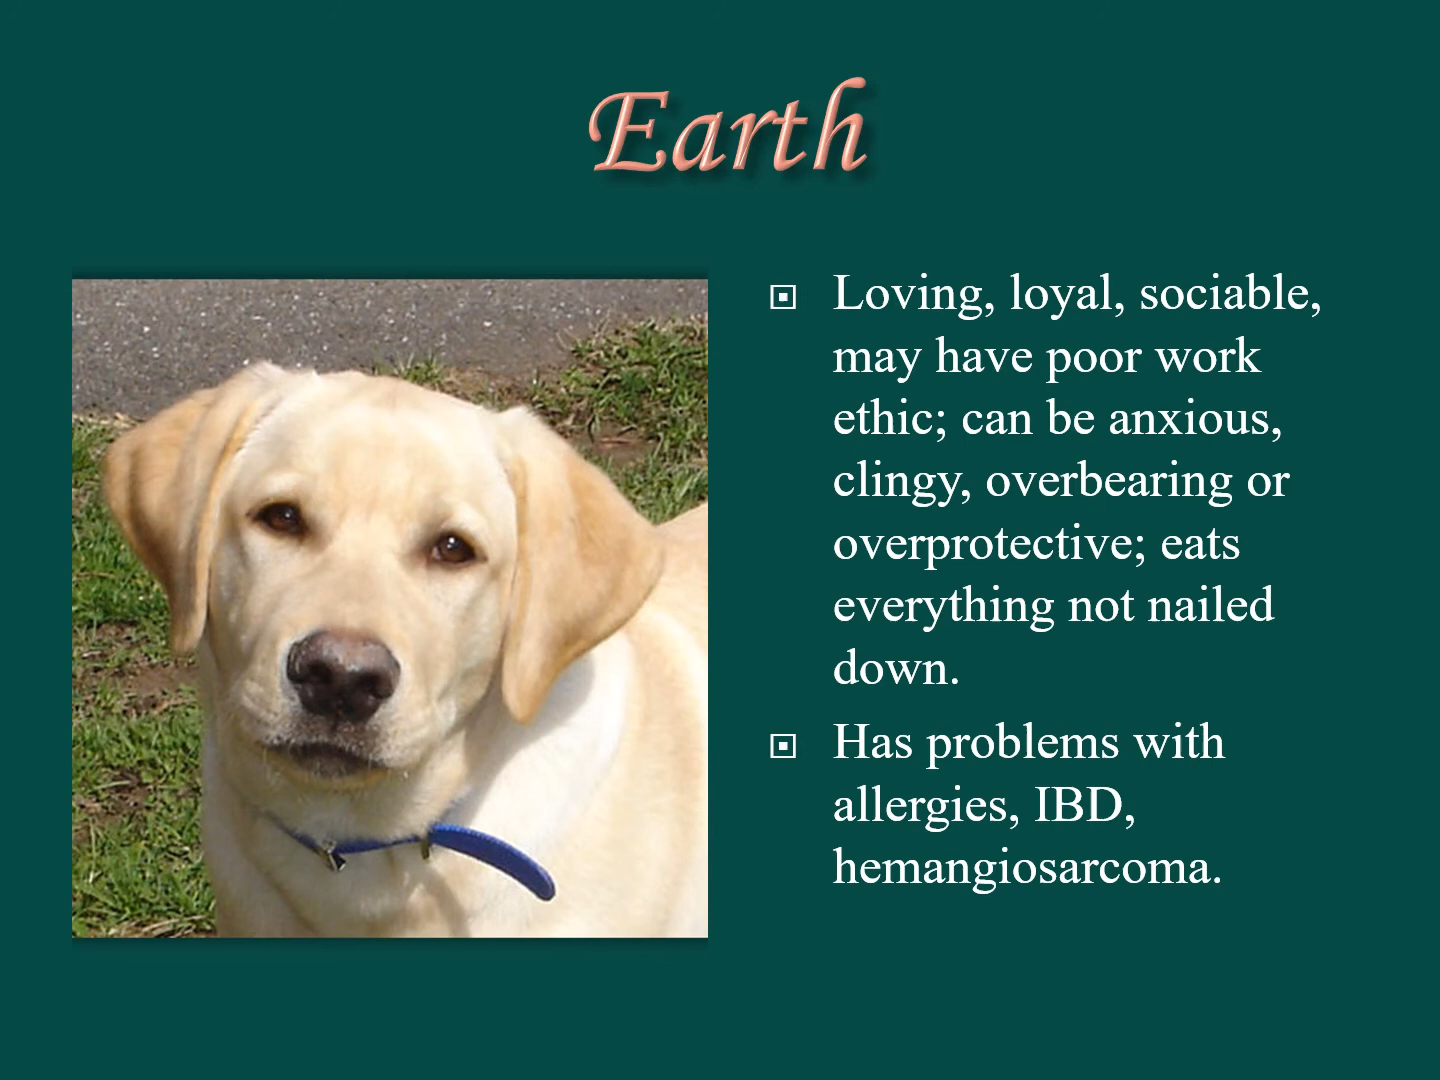 Earth
Loving, loyal, sociable,
may have poor work
ethic; can be anxious,
clingy, overbearing or
overprotective; eats
everything not nailed
down.
Has problems with
allergies, IBD,
hemangiosarcoma.